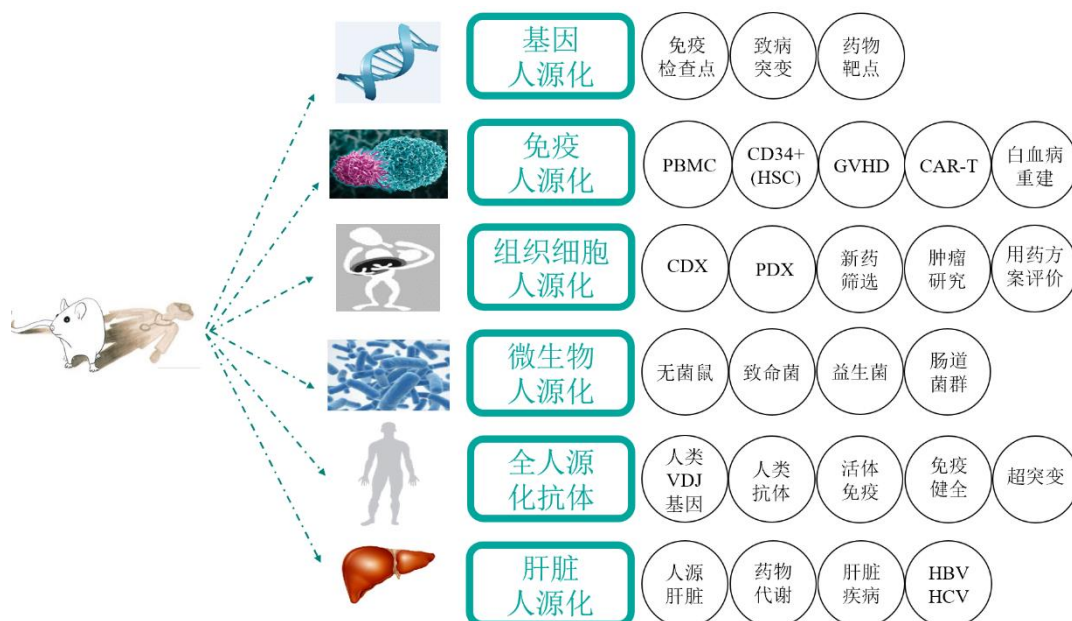 基因
人源化
免疫
检查点
致病
突变
药物
靶点
免疫
人源化
PBMC
CD34+
(HSC)
GVHD
CAR-T
白血病
重建
组织细胞
人源化
CDX
PDX
新药
筛选
肿瘤
研究
用药方
案评价
微生物
人源化
无菌鼠
致命菌
益生菌
肠道
菌群
全人源
化抗体
人类
VDJ
基因
人类
抗体
活体
免疫
免疫
健全
超突变
肝脏
人源化
人源
肝脏
药物
代谢
肝脏
疾病
HBV
HCV